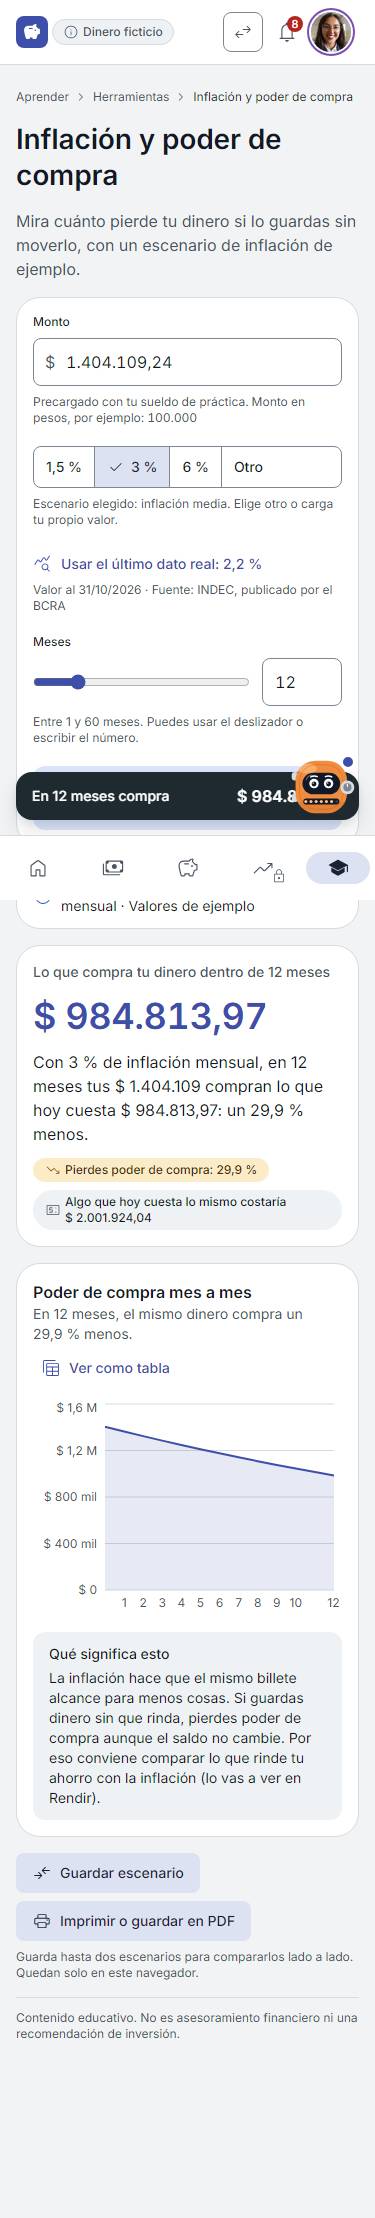 Dinero ficticio
8
Aprender > Herramientas > Inflación y poder de compra
Inflación y poder de
compra
Mira cuánto pierde tu dinero si lo guardas sin
moverlo, con un escenario de inflación de
ejemplo.
Monto
$ 1.404.109,24
Precargado con tu sueldo de práctica. Monto en
pesos, por ejemplo: 100.000
1,5 % 3 % 6 % Otro
Escenario elegido: inflación media. Elige otro o carga
tu propio valor.
Usar el último dato real: 2,2 %
Valor al 31/10/2026 · Fuente: INDEC, publicado por el
BCRA
Meses
12
Entre 1 y 60 meses. Puedes usar el deslizador o
escribir el número.
En 12 meses compra $ 984.8
mensual · Valores de ejemplo
Lo que compra tu dinero dentro de 12 meses
$ 984.813,97
Con 3 % de inflación mensual, en 12
meses tus $ 1.404.109 compran lo que
hoy cuesta $ 984.813,97: un 29,9 %
menos.
Pierdes poder de compra: 29,9 %
Algo que hoy cuesta lo mismo costaría
$ 2.001.924,04
Poder de compra mes a mes
En 12 meses, el mismo dinero compra un
29,9 % menos.
Ver como tabla
$ 1,6 M
$ 1,2 M
$ 800 mil
$ 400 mil
$ 0
1 2 3 4 5 6 7 8 9 10 12
Qué significa esto
La inflación hace que el mismo billete
alcance para menos cosas. Si guardas
dinero sin que rinda, pierdes poder de
compra aunque el saldo no cambie. Por
eso conviene comparar lo que rinde tu
ahorro con la inflación (lo vas a ver en
Rendir).
Guardar escenario
Imprimir o guardar en PDF
Guarda hasta dos escenarios para compararlos lado a lado.
Quedan solo en este navegador.
Contenido educativo. No es asesoramiento financiero ni una
recomendación de inversión.